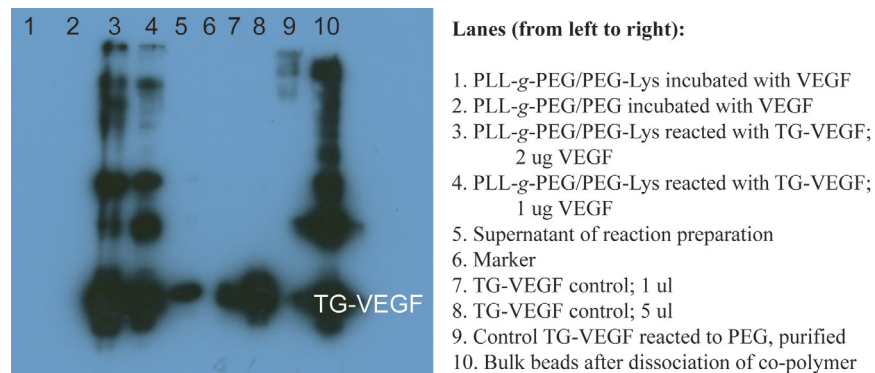 1 2 3 4 5 6 7 8 9 10
TG-VEGF
Lanes (from left to right):
1. PLL-g-PEG/PEG-Lys incubated with VEGF
2. PLL-g-PEG/PEG incubated with VEGF
3. PLL-g-PEG/PEG-Lys reacted with TG-VEGF;
2 ug VEGF
4. PLL-g-PEG/PEG-Lys reacted with TG-VEGF;
1 ug VEGF
5. Supernatant of reaction preparation
6. Marker
7. TG-VEGF control; 1 ul
8. TG-VEGF control; 5 ul
9. Control TG-VEGF reacted to PEG, purified
10. Bulk beads after dissociation of co-polymer